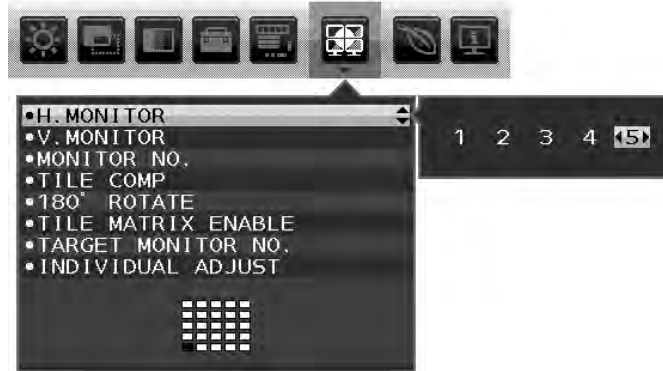 •H.MONITOR
1 2 3 4 5
•V.MONITOR
•MONITOR NO.
•TILE COMP
•180° ROTATE
•TILE MATRIX ENABLE
•TARGET MONITOR NO.
•INDIVIDUAL ADJUST